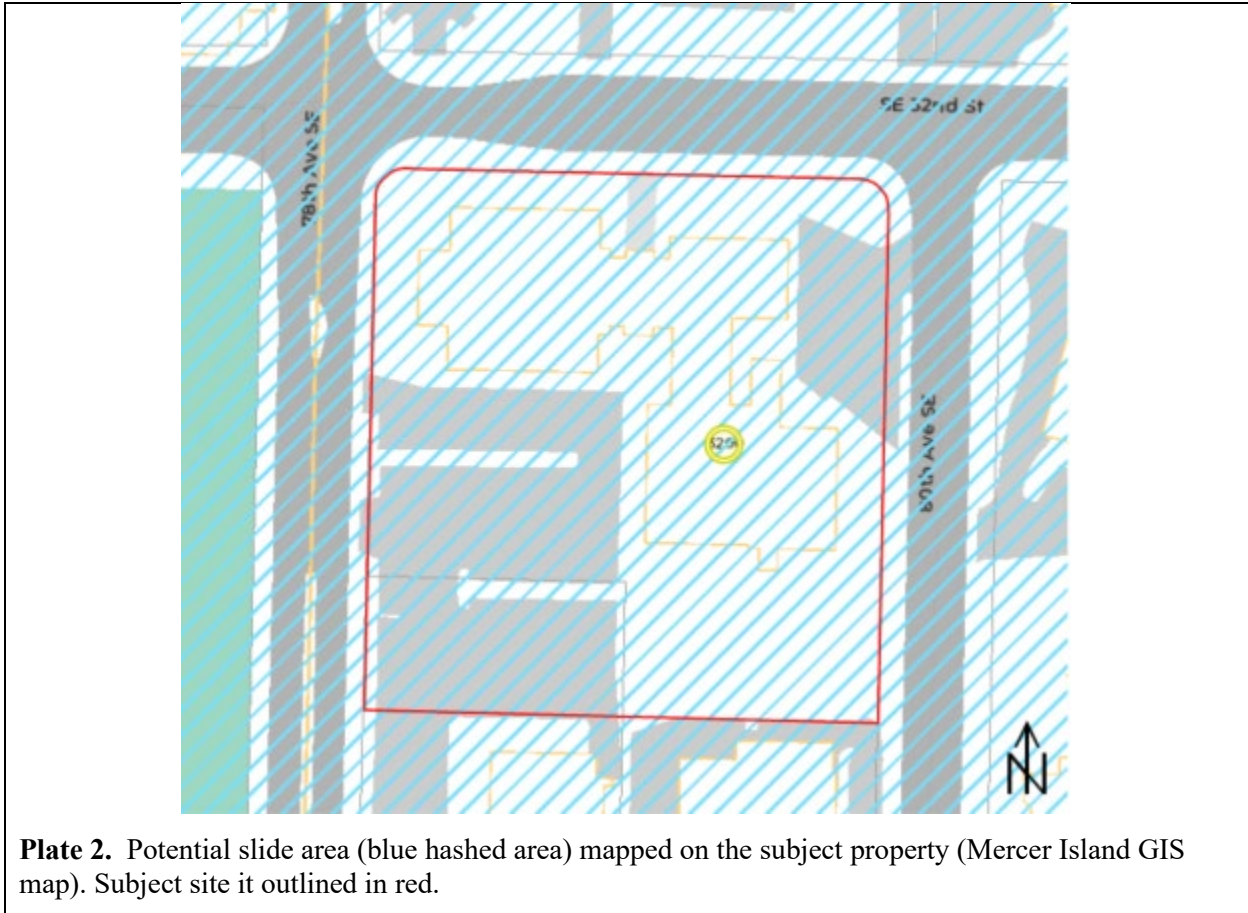 SE 32nd St
78th Ave SE
80th Ave SE
N
Plate 2. Potential slide area (blue hashed area) mapped on the subject property (Mercer Island GIS
map). Subject site it outlined in red.